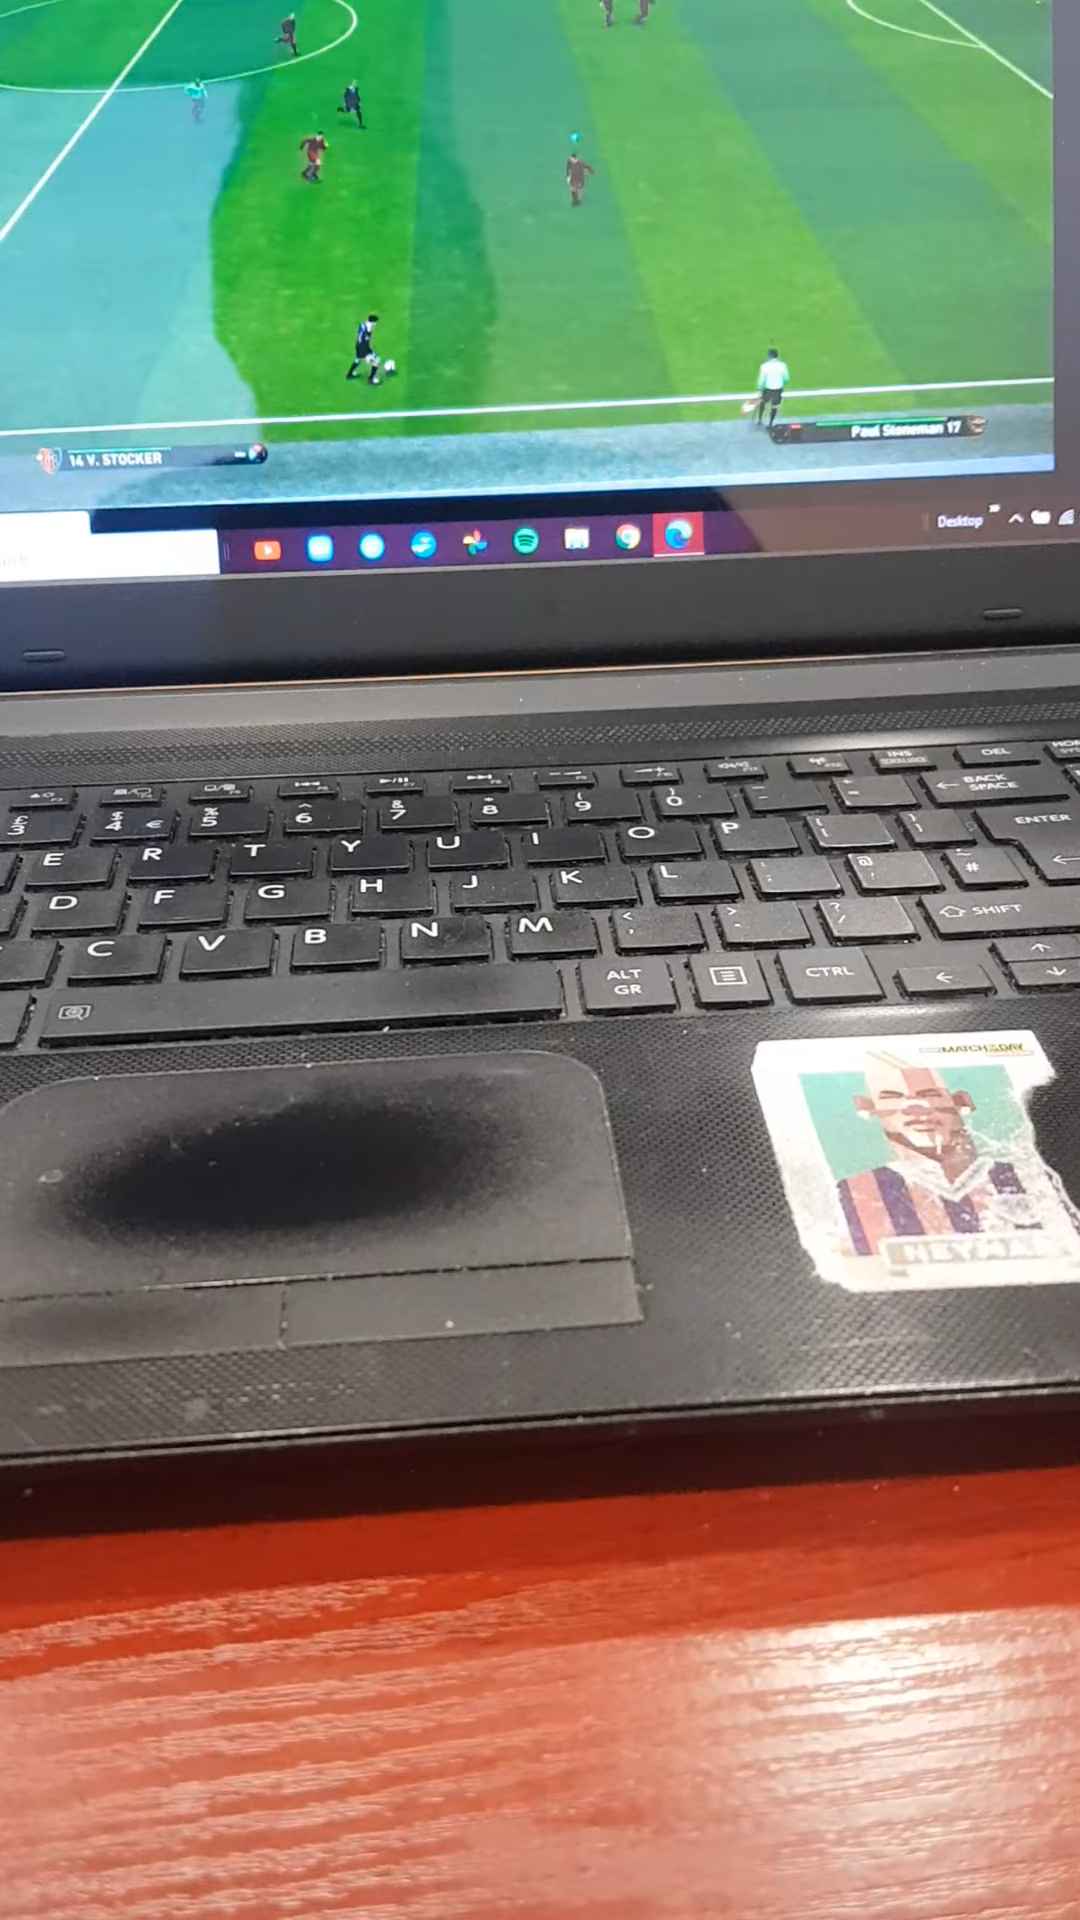 14 V. STOCKER
Paul Stoneman 17
Desktop
INS DEL
£ 3 $ 4 € % 5 ^ 6 & 7 * 8 ( 9 ) 0 - = ← BACK SPACE
E R T Y U I O P { [ } ] ENTER
D F G H J K L : ; @ ' ~ #
C V B N M < , > . ? / SHIFT
ALT GR CTRL
MATCH OF THE DAY
NEYMAR